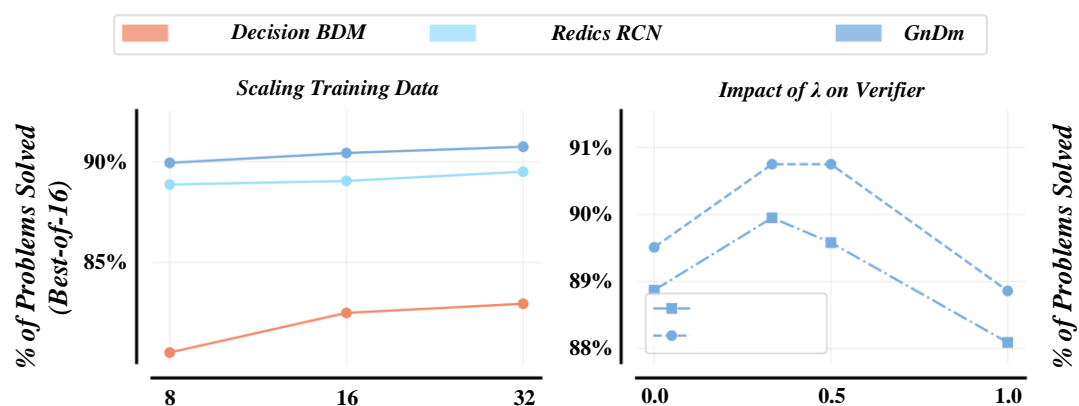 Decision BDM
Redics RCN
GnDm
Scaling Training Data
Impact of λ on Verifier
% of Problems Solved
(Best-of-16)
90%
85%
8
16
32
91%
90%
89%
88%
0.0
0.5
1.0
% of Problems Solved